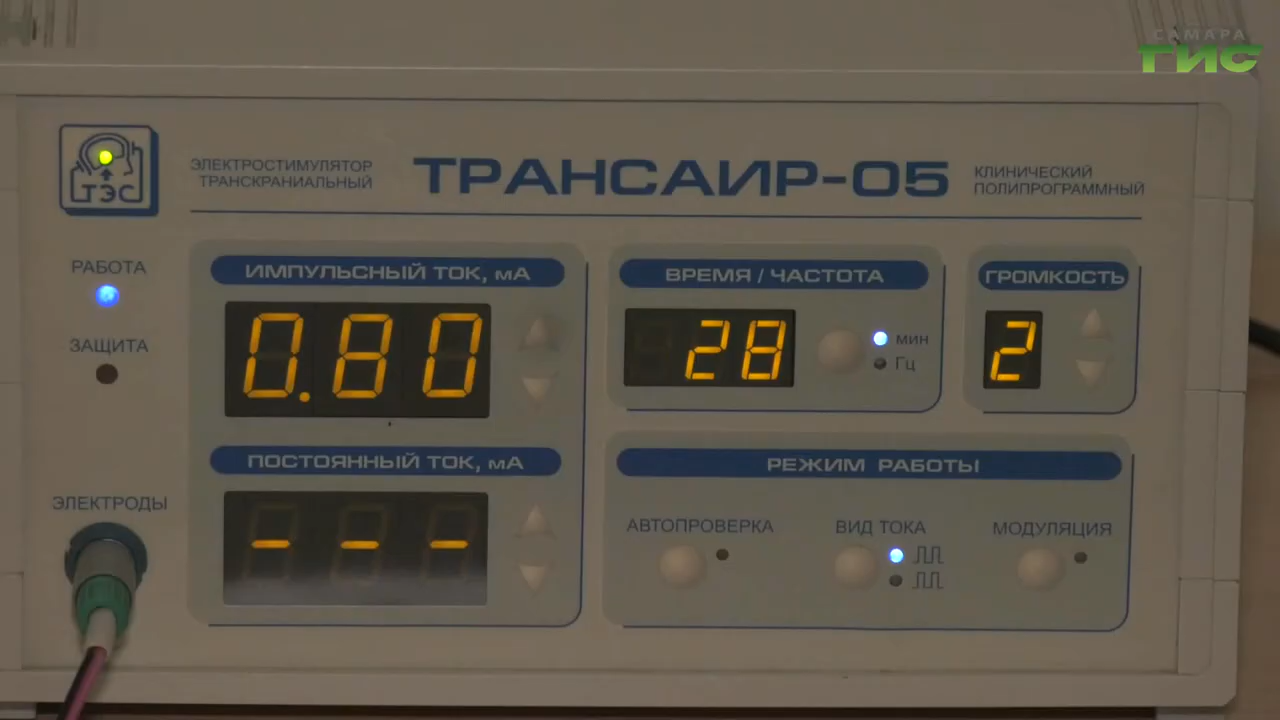 САМАРА
ГИС
ТЭС
ЭЛЕКТРОСТИМУЛЯТОР
ТРАНСКРАНИАЛЬНЫЙ
ТРАНСАИР-05
КЛИНИЧЕСКИЙ
ПОЛИПРОГРАММНЫЙ
РАБОТА
ЗАЩИТА
ЭЛЕКТРОДЫ
ИМПУЛЬСНЫЙ ТОК, мА
0.80
ПОСТОЯННЫЙ ТОК, мА
- - -
ВРЕМЯ / ЧАСТОТА
28
мин
Гц
ГРОМКОСТЬ
2
РЕЖИМ РАБОТЫ
АВТОПРОВЕРКА
ВИД ТОКА
МОДУЛЯЦИЯ